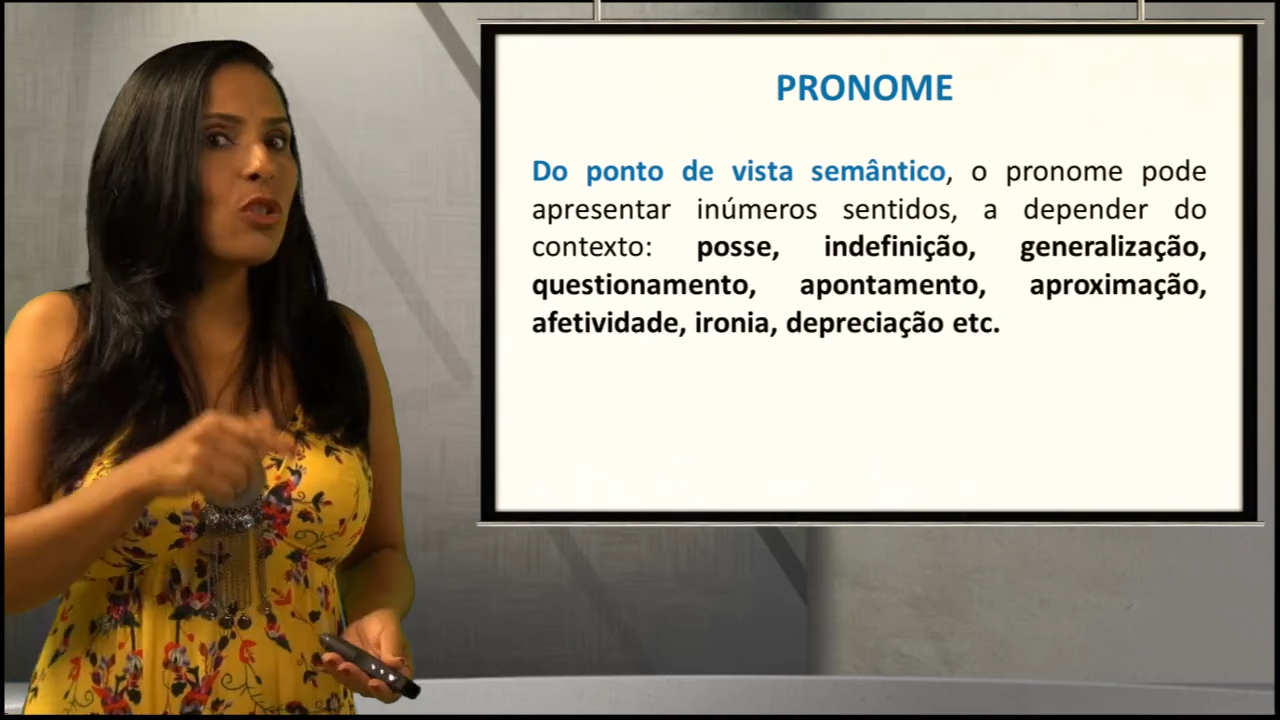 PRONOME
Do ponto de vista semântico, o pronome pode
apresentar inúmeros sentidos, a depender do
contexto: posse, indefinição, generalização,
questionamento, apontamento, aproximação,
afetividade, ironia, depreciação etc.